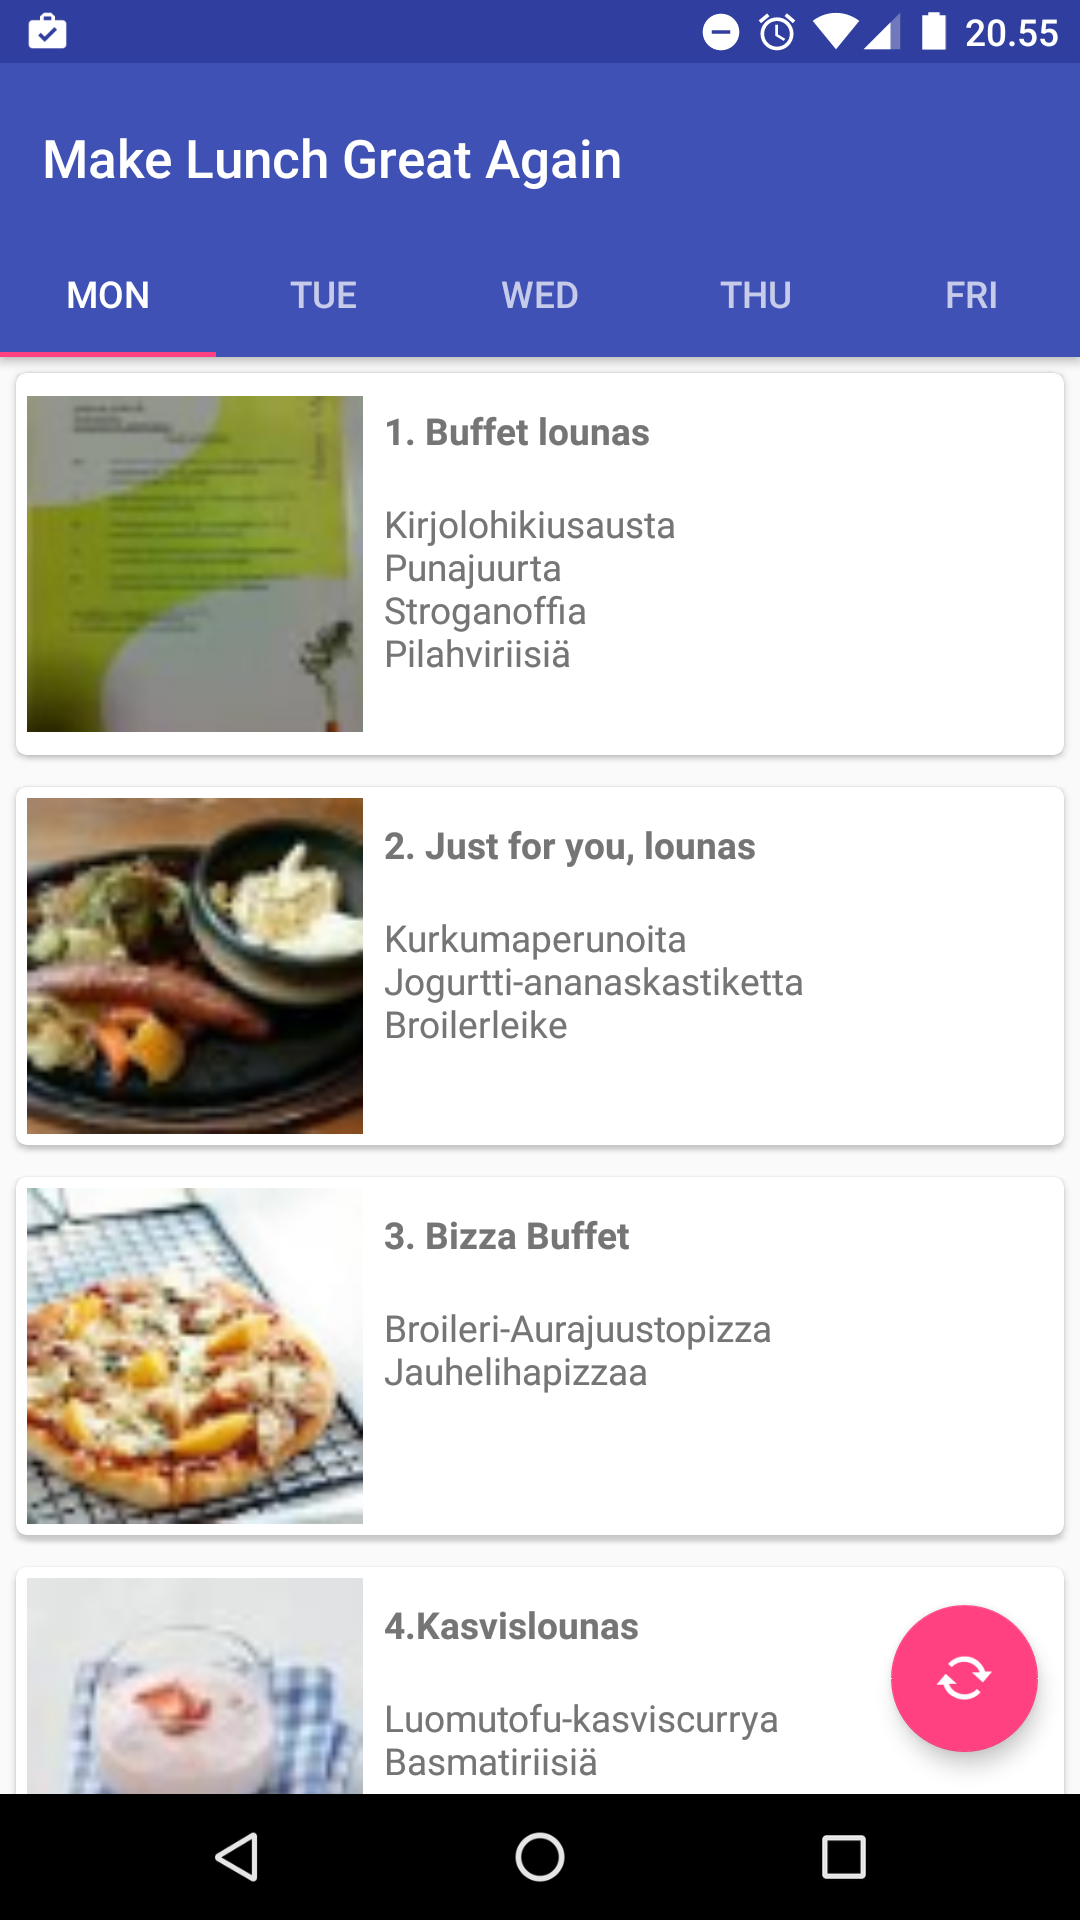 20.55
Make Lunch Great Again
MON TUE WED THU FRI
1. Buffet lounas
Kirjolohikiusausta
Punajuurta
Stroganoffia
Pilahviriisiä
2. Just for you, lounas
Kurkumaperunoita
Jogurtti-ananaskastiketta
Broilerleike
3. Bizza Buffet
Broileri-Aurajuustopizza
Jauhelihapizzaa
4.Kasvislounas
Luomutofu-kasviscurrya
Basmatiriisiä